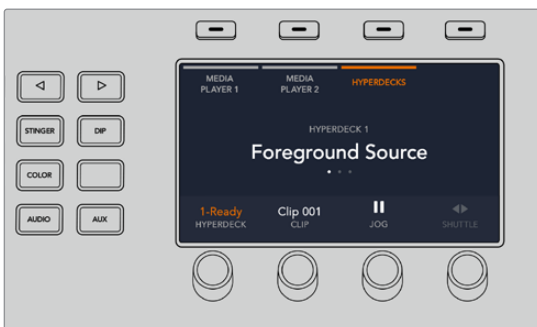 MEDIA
PLAYER 1
MEDIA
PLAYER 2
HYPERDECKS
STINGER
DIP
HYPERDECK 1
Foreground Source
COLOR
1-Ready
HYPERDECK
Clip 001
CLIP
JOG
SHUTTLE
AUDIO
AUX